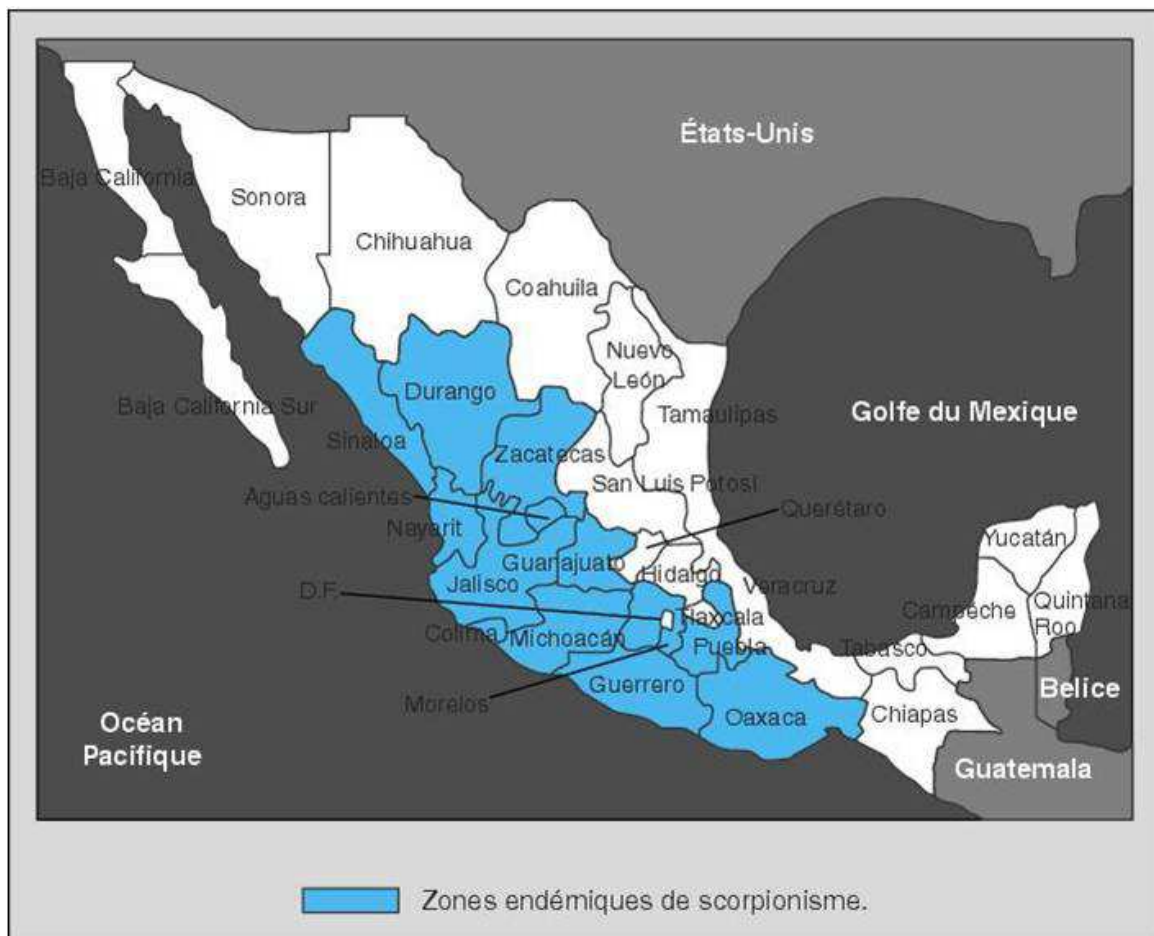 États-Unis
Baja California
Sonora
Chihuahua
Coahuila
Nuevo
León
Durango
Baja California Sur
Tamaulipas
Golfe du Mexique
Sinaloa
Zacatecas
San Luis Potosí
Aguas calientes
Querétaro
Nayarit
Yucatán
Guanajuato
Hidalgo
Jalisco
Veracruz
D.F.
Campeche
Quintana
Roo
Tlaxcala
Colima
Michoacán
Puebla
Tabasco
Guerrero
Belice
Morelos
Oaxaca
Chiapas
Océan
Pacifique
Guatemala
Zones endémiques de scorpionisme.